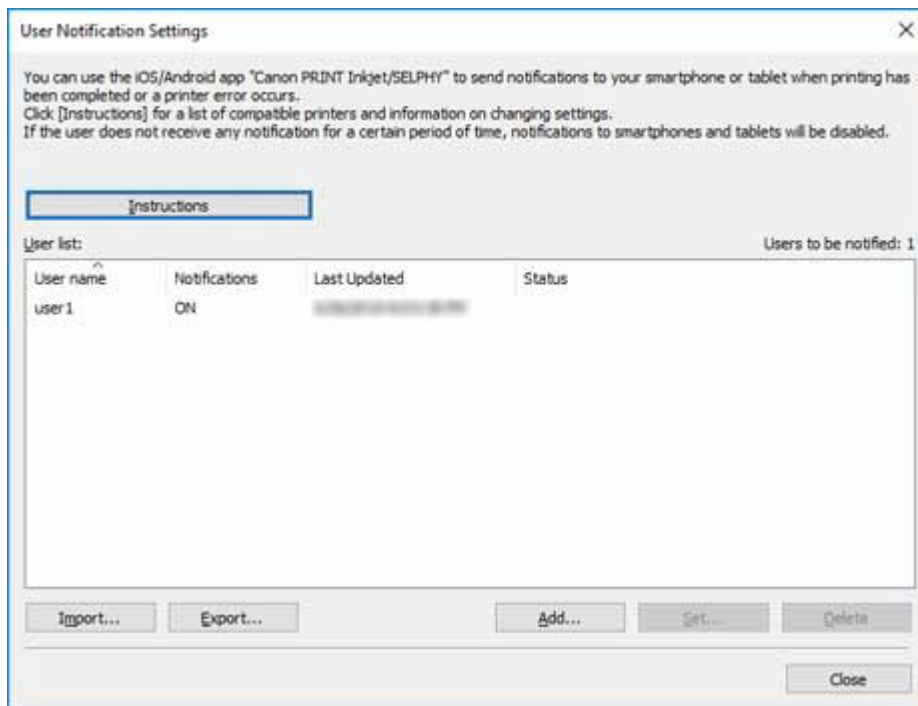 User Notification Settings
You can use the iOS/Android app "Canon PRINT Inkjet/SELPHY" to send notifications to your smartphone or tablet when printing has
been completed or a printer error occurs.
Click [Instructions] for a list of compatible printers and information on changing settings.
If the user does not receive any notification for a certain period of time, notifications to smartphones and tablets will be disabled.
Instructions
User list: Users to be notified: 1
User name Notifications Last Updated Status
user1 ON
Import... Export... Add... Set... Delete
Close